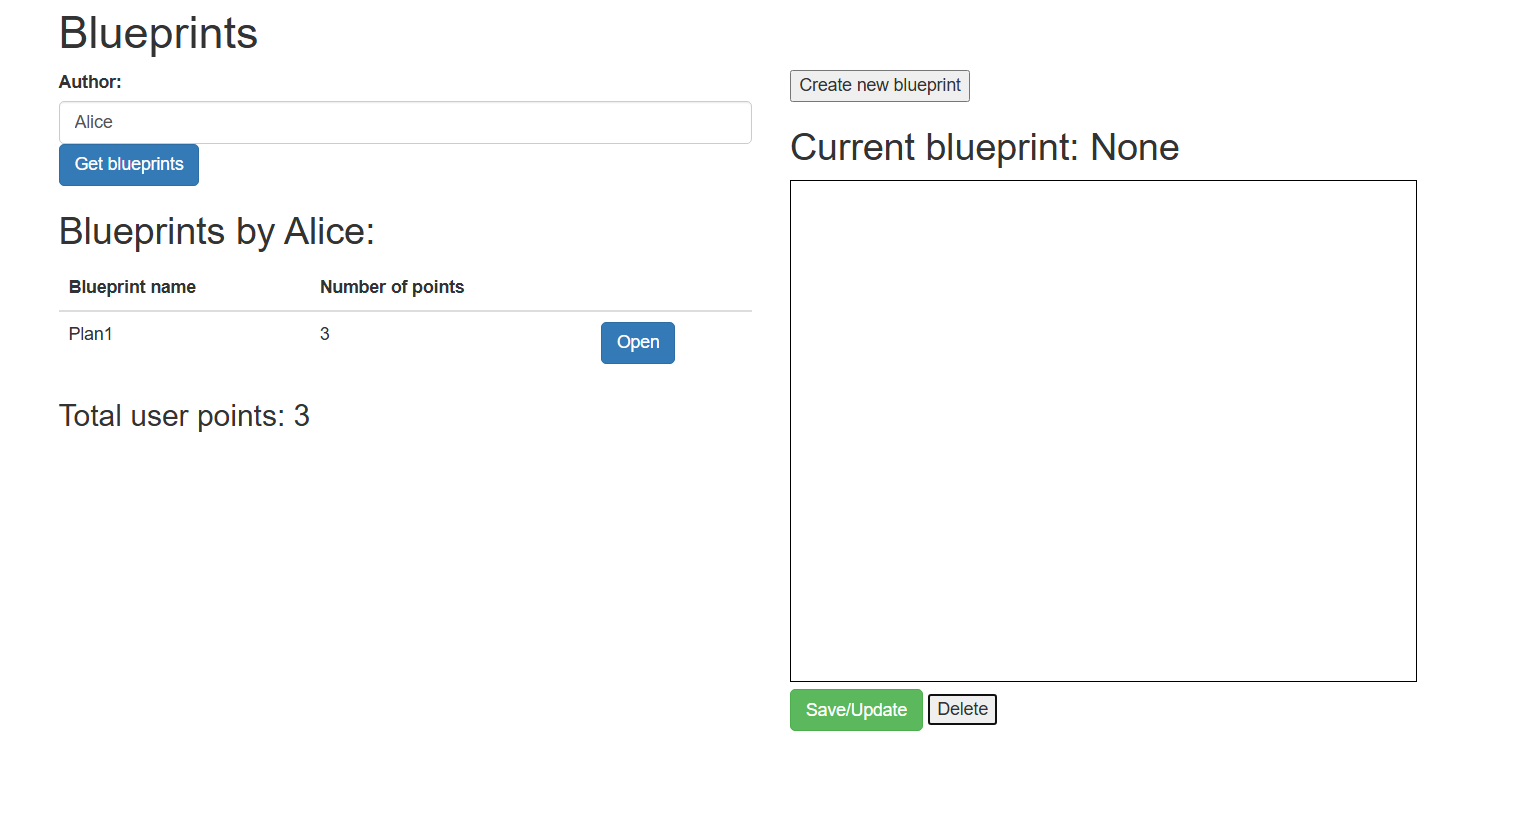 Blueprints
Author:
Alice
Get blueprints
Blueprints by Alice:
Blueprint name Number of points
Plan1 3 Open
Total user points: 3
Create new blueprint
Current blueprint: None
Save/Update Delete